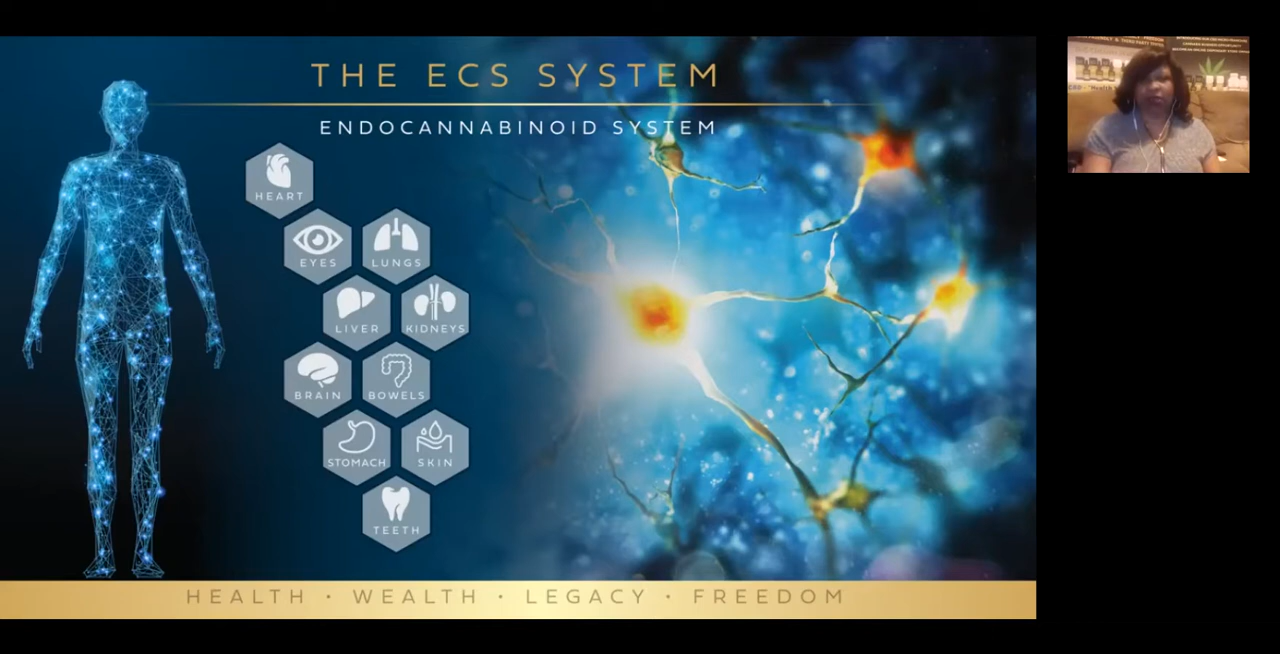 THE ECS SYSTEM
ENDOCANNABINOID SYSTEM
HEART
EYES
LUNGS
LIVER
KIDNEYS
BRAIN
BOWELS
STOMACH
SKIN
TEETH
HEALTH • WEALTH • LEGACY • FREEDOM